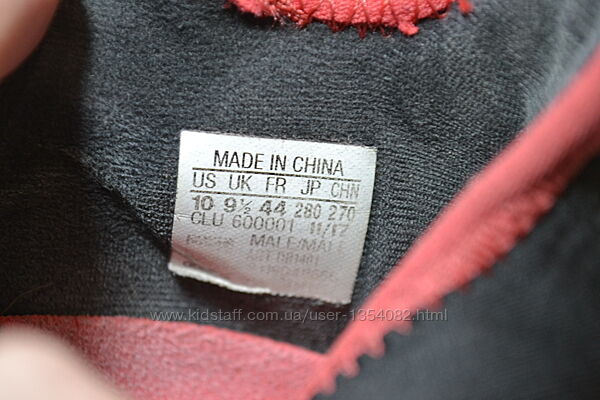 MADE IN CHINA
US UK FR JP CHN
10 9½ 44 280 270
CLU 600001 11/17
MALE/MALE
www.kidstaff.com.ua/user-1354082.html